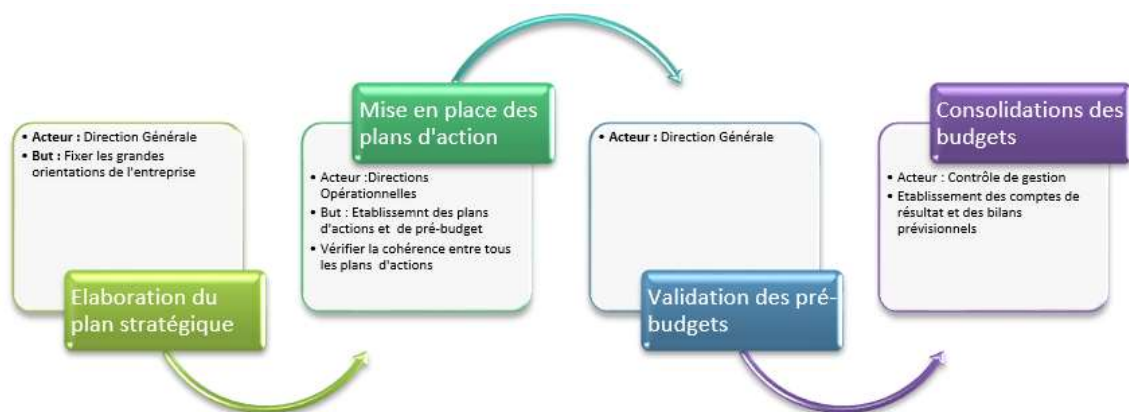 • Acteur : Direction Générale
• But : Fixer les grandes
orientations de l'entreprise
Elaboration du
plan stratégique
Mise en place des
plans d'action
• Acteur :Directions
Opérationnelles
• But : Etablissemnt des plans
d'actions et de pré-budget
• Vérifier la cohérence entre tous
les plans d'actions
• Acteur : Direction Générale
Validation des pré-
budgets
Consolidations des
budgets
• Acteur : Contrôle de gestion
• Etablissement des comptes de
résultat et des bilans
prévisionnels